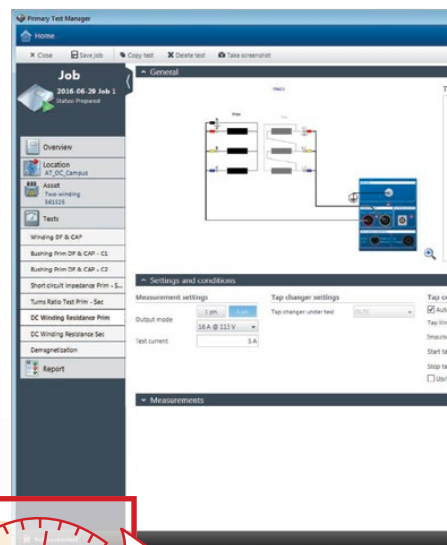 Primary Test Manager
Home
Close
Save job
Copy test
Delete test
Take screenshot
Job
2016-06-29 Job 1
Status: Prepared
Overview
Location
AT_OC_Campus
Asset
Two-winding
Tests
Winding DF & CAP
Bushing Prim DF & CAP - C1
Bushing Prim DF & CAP - C2
Short circuit impedance Prim - S...
Turns Ratio Test Prim - Sec
DC Winding Resistance Prim
DC Winding Resistance Sec
Demagnetization
Report
General
Prim
Settings and conditions
Measurement settings
Output mode
1 ph.
16 A @ 115 V
Test current
5 A
Tap changer settings
Tap changer under test
Measurements